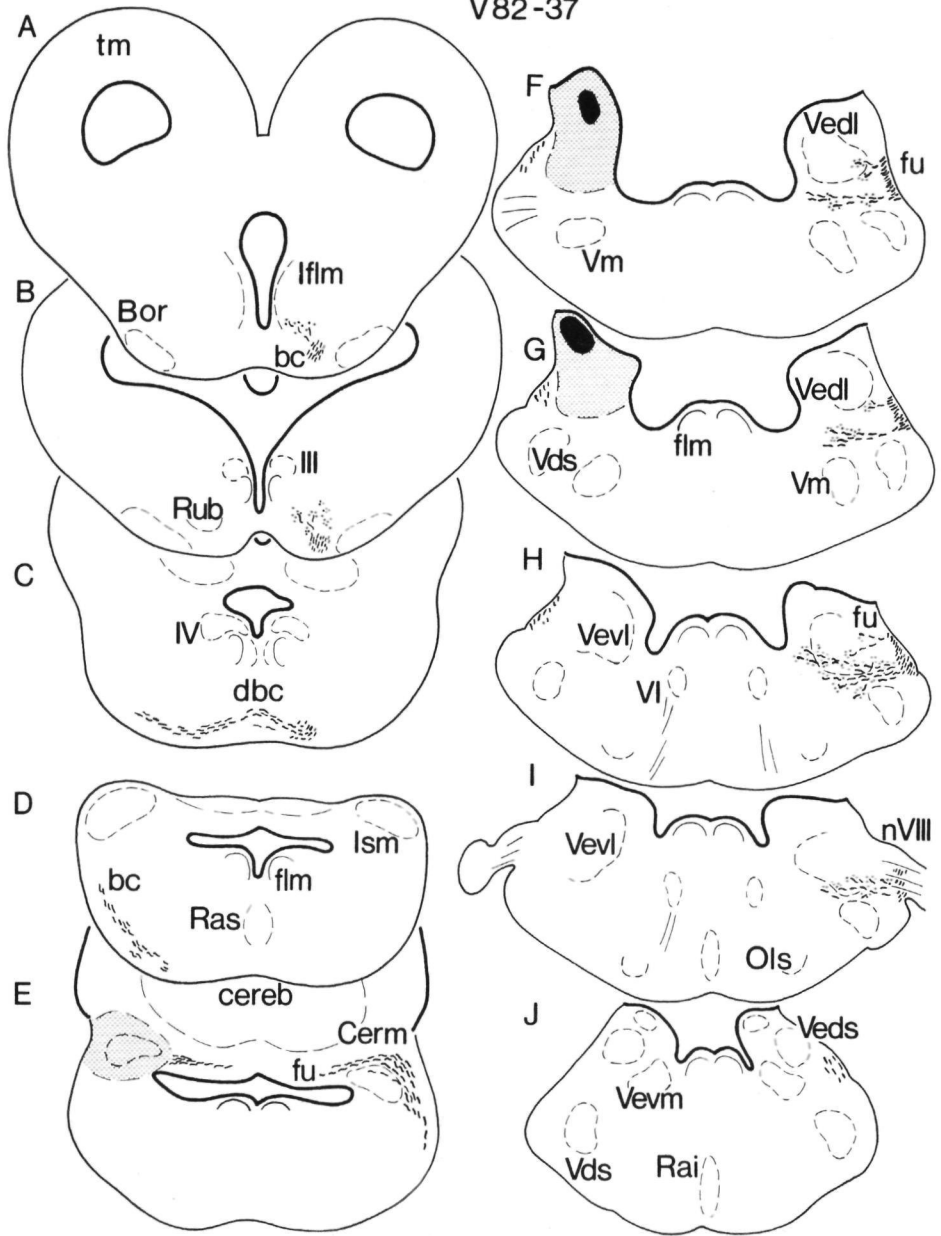 V82-37
A
tm
Iflm
B
Bor
bc
III
Rub
C
IV
dbc
D
Ism
bc
flm
Ras
E
cereb
Cerm
fu
F
Vedl
fu
Vm
G
Vedl
Vds
flm
Vm
H
Vevl
fu
VI
I
Vevl
nVIII
Ols
J
Veds
Vevm
Vds
Rai